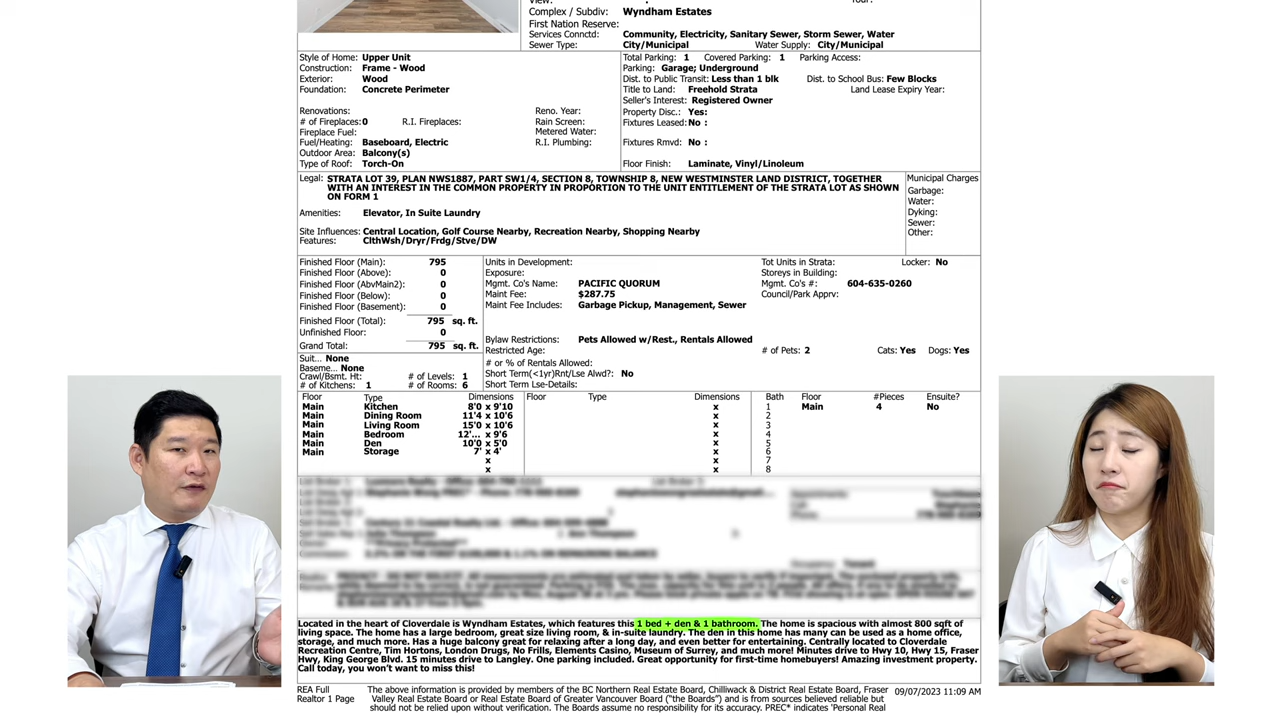 Complex / Subdiv: Wyndham Estates
First Nation Reserve:
Services Connctd: Community, Electricity, Sanitary Sewer, Storm Sewer, Water
Sewer Type: City/Municipal Water Supply: City/Municipal
Style of Home: Upper Unit
Construction: Frame - Wood
Exterior: Wood
Foundation: Concrete Perimeter
Renovations: Reno. Year:
# of Fireplaces: 0 R.I. Fireplaces: Rain Screen:
Fireplace Fuel: Metered Water:
Fuel/Heating: Baseboard, Electric R.I. Plumbing:
Outdoor Area: Balcony(s)
Type of Roof: Torch-On
Total Parking: 1 Covered Parking: 1 Parking Access:
Parking: Garage; Underground
Dist. to Public Transit: Less than 1 blk Dist. to School Bus: Few Blocks
Title to Land: Freehold Strata Land Lease Expiry Year:
Seller's Interest: Registered Owner
Property Disc.: Yes:
Fixtures Leased: No :
Fixtures Rmvd: No :
Floor Finish: Laminate, Vinyl/Linoleum
Legal: STRATA LOT 39, PLAN NWS1887, PART SW1/4, SECTION 8, TOWNSHIP 8, NEW WESTMINSTER LAND DISTRICT, TOGETHER
WITH AN INTEREST IN THE COMMON PROPERTY IN PROPORTION TO THE UNIT ENTITLEMENT OF THE STRATA LOT AS SHOWN
ON FORM 1
Amenities: Elevator, In Suite Laundry
Site Influences: Central Location, Golf Course Nearby, Recreation Nearby, Shopping Nearby
Features: ClthWsh/Dryr/Frdg/Stve/DW
Municipal Charges
Garbage:
Water:
Dyking:
Sewer:
Other:
Finished Floor (Main): 795
Finished Floor (Above): 0
Finished Floor (AbvMain2): 0
Finished Floor (Below): 0
Finished Floor (Basement): 0
Finished Floor (Total): 795 sq. ft.
Unfinished Floor: 0
Grand Total: 795 sq. ft.
Suit... None
Baseme... None
Crawl/Bsmt. Ht: # of Levels: 1
# of Kitchens: 1 # of Rooms: 6
Units in Development: Tot Units in Strata: Locker: No
Exposure: Storeys in Building:
Mgmt. Co's Name: PACIFIC QUORUM Mgmt. Co's #: 604-635-0260
Maint Fee: $287.75 Council/Park Apprv:
Maint Fee Includes: Garbage Pickup, Management, Sewer
Bylaw Restrictions: Pets Allowed w/Rest., Rentals Allowed
Restricted Age: # of Pets: 2 Cats: Yes Dogs: Yes
# or % of Rentals Allowed:
Short Term(<1yr)Rnt/Lse Alwd?: No
Short Term Lse-Details:
Floor Type Dimensions Floor Type Dimensions Bath Floor #Pieces Ensuite?
Main Kitchen 8'0 x 9'10 x 1 Main 4 No
Main Dining Room 11'4 x 10'6 x 2
Main Living Room 15'0 x 10'6 x 3
Main Bedroom 12'... x 9'6 x 4
Main Den 10'0 x 5'0 x 5
Main Storage 7' x 4' x 6
x x 7
x x 8
Located in the heart of Cloverdale is Wyndham Estates, which features this 1 bed + den & 1 bathroom. The home is spacious with almost 800 sqft of
living space. The home has a large bedroom, great size living room, & in-suite laundry. The den in this home has many can be used as a home office,
storage, and much more. Has a huge balcony great for relaxing after a long day, and even better for entertaining. Centrally located to Cloverdale
Recreation Centre, Tim Hortons, London Drugs, No Frills, Elements Casino, Museum of Surrey, and much more! Minutes drive to Hwy 10, Hwy 15, Fraser
Hwy, King George Blvd. 15 minutes drive to Langley. One parking included. Great opportunity for first-time homebuyers! Amazing investment property.
Call today, you won't want to miss this!
REA Full The above information is provided by members of the BC Northern Real Estate Board, Chilliwack & District Real Estate Board, Fraser 09/07/2023 11:09 AM
Realtor 1 Page Valley Real Estate Board or Real Estate Board of Greater Vancouver Board ("the Boards") and is from sources believed reliable but
should not be relied upon without verification. The Boards assume no responsibility for its accuracy. PREC* indicates 'Personal Real